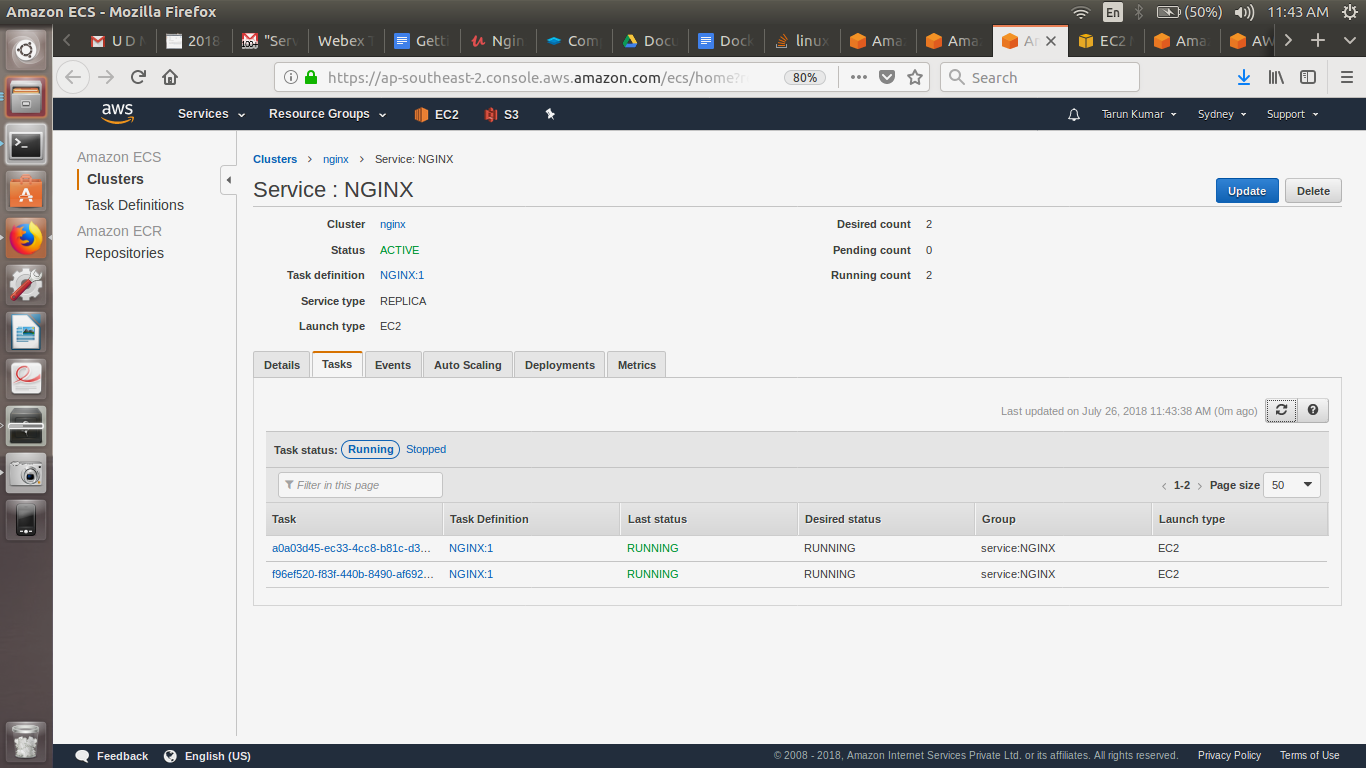 Amazon ECS - Mozilla Firefox
En
(50%)
11:43 AM
U D
2018
100+
"Serv
Webex T
Getti
Ngin
Com
Docu
Dock
linux
Ama
Ama
EC2
Ama
AW
https://ap-southeast-2.console.aws.amazon.com/ecs/home?
80%
Search
aws
Services
Resource Groups
EC2
S3
Tarun Kumar
Sydney
Support
Amazon ECS
Clusters
Task Definitions
Amazon ECR
Repositories
Clusters > nginx > Service: NGINX
Service : NGINX
Update
Delete
Cluster nginx
Status ACTIVE
Task definition NGINX:1
Service type REPLICA
Launch type EC2
Desired count 2
Pending count 0
Running count 2
Details
Tasks
Events
Auto Scaling
Deployments
Metrics
Last updated on July 26, 2018 11:43:38 AM (0m ago)
Task status: Running Stopped
Filter in this page
1-2
Page size 50
Task Task Definition Last status Desired status Group Launch type
a0a03d45-ec33-4cc8-b81c-d3... NGINX:1 RUNNING RUNNING service:NGINX EC2
f96ef520-f83f-440b-8490-af692... NGINX:1 RUNNING RUNNING service:NGINX EC2
Feedback
English (US)
© 2008 - 2018, Amazon Internet Services Private Ltd. or its affiliates. All rights reserved.
Privacy Policy
Terms of Use